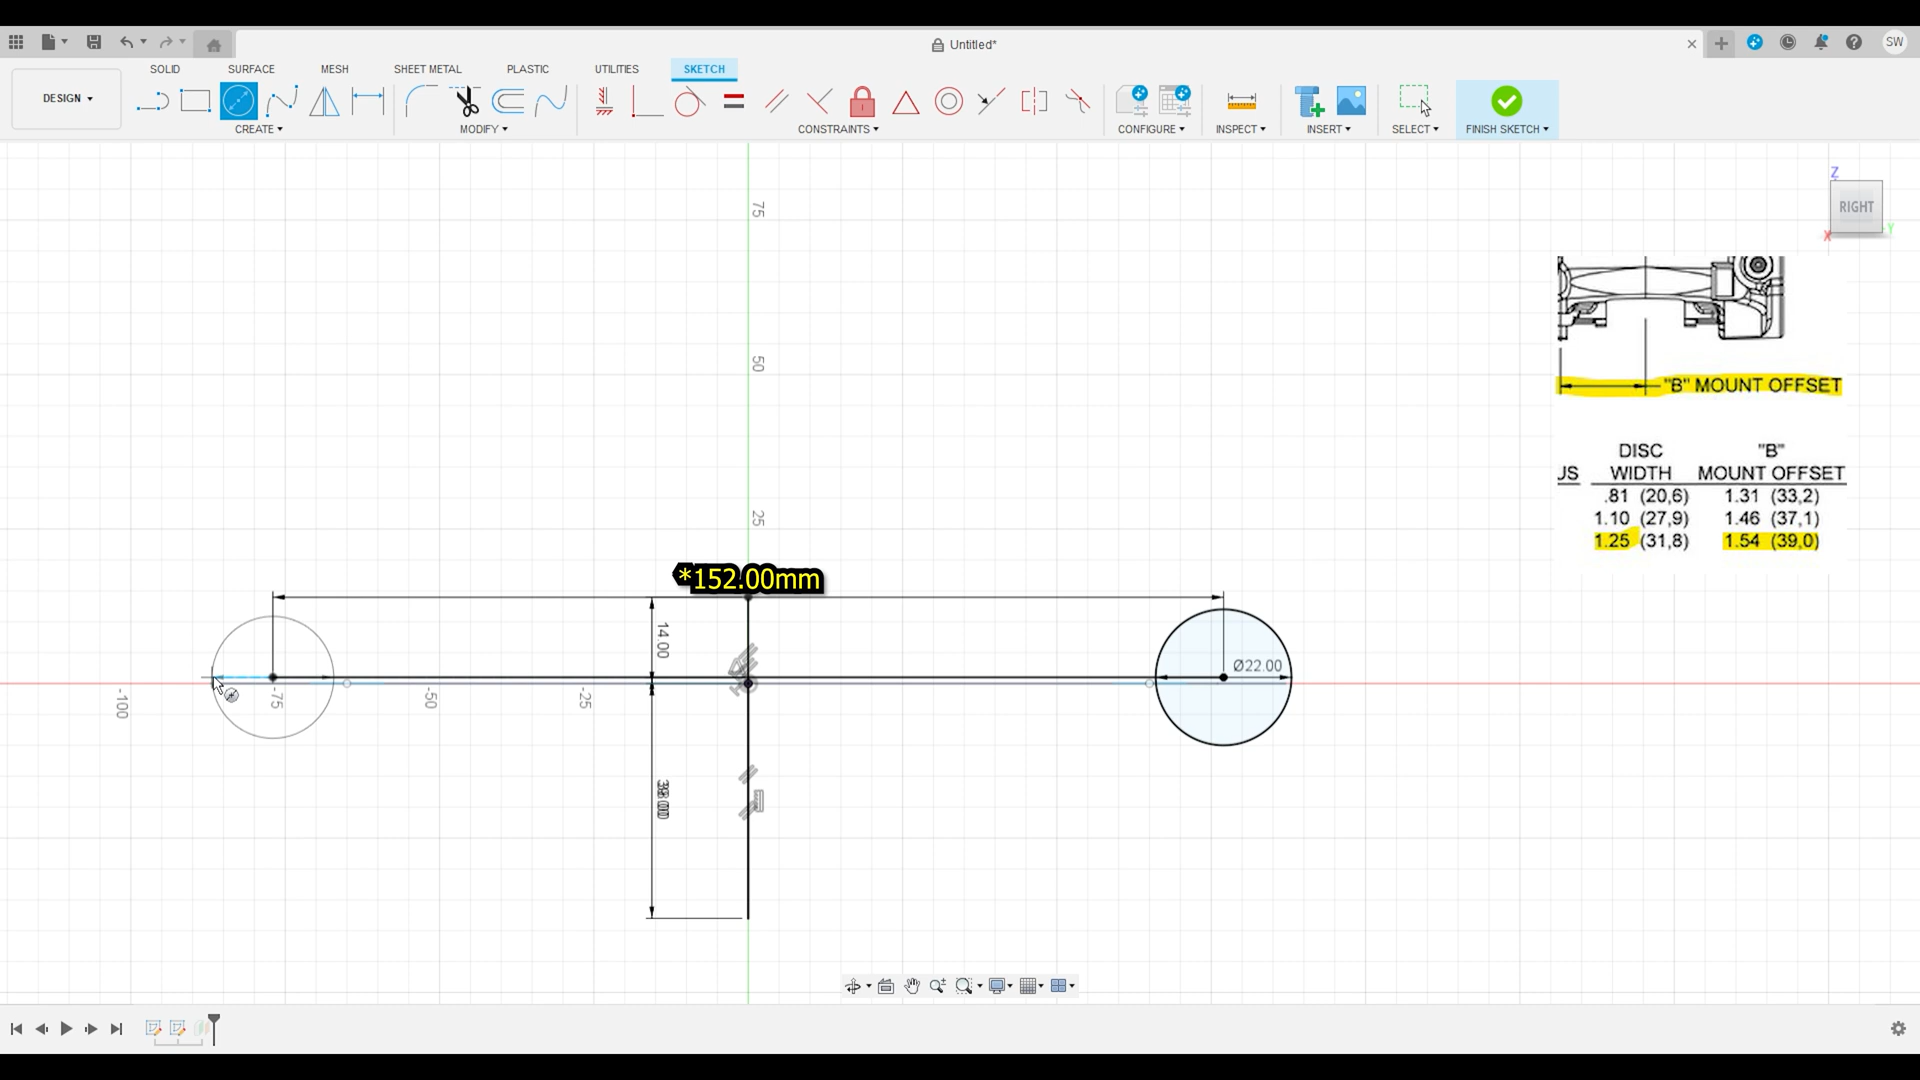 Untitled*
SW
DESIGN
SOLID
SURFACE
MESH
SHEET METAL
PLASTIC
UTILITIES
SKETCH
CREATE
MODIFY
CONSTRAINTS
CONFIGURE
INSPECT
INSERT
SELECT
FINISH SKETCH
Z
RIGHT
X
Y
75
50
25
"B" MOUNT OFFSET
DISC "B"
US WIDTH MOUNT OFFSET
.81 (20,6) 1.31 (33,2)
1.10 (27,9) 1.46 (37,1)
1.25 (31,8) 1.54 (39,0)
*152.00mm
14.00
Ø22.00
-100
-75
-50
-25